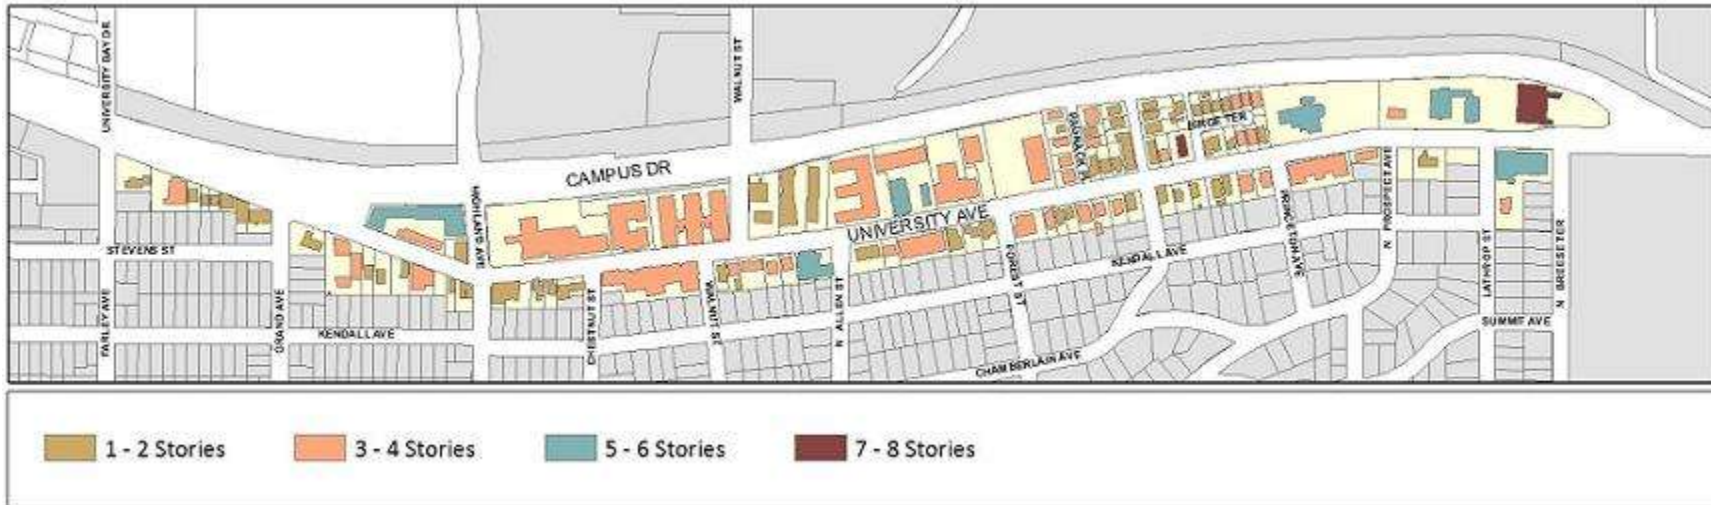 UNIVERSITY BAY DR
WALNUT ST
CAMPUS DR
HIGHLAND AVE
UNIVERSITY AVE
PARADISE LN
BREESE TER
N PROSPECT AVE
STEVENS ST
FARLEY AVE
GRAND AVE
KENDALL AVE
CHESTNUT ST
WALNUT ST
N ALLEN ST
FOREST ST
KENDALL AVE
PRINCETON AVE
LATHROP ST
N BREESE TER
SUMMIT AVE
CHAMBERLAIN AVE
1 - 2 Stories
3 - 4 Stories
5 - 6 Stories
7 - 8 Stories